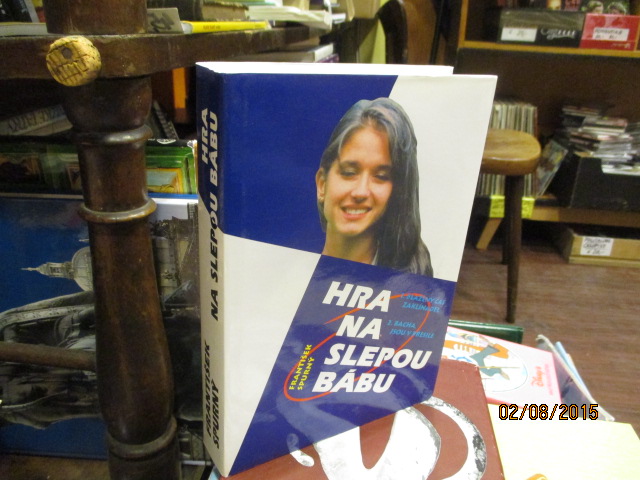 HRA
NA SLEPOU BÁBU
FRANTIŠEK
SPURNÝ
HRA
NA
SLEPOU
BÁBU
FRANTIŠEK
SPURNÝ
02/08/2015